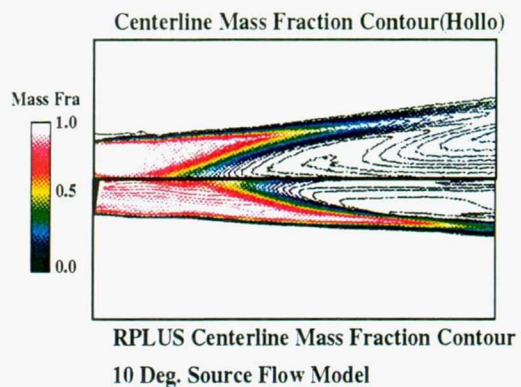 Centerline Mass Fraction Contour(Hollo)
Mass Fra
1.0
0.5
0.0
RPLUS Centerline Mass Fraction Contour
10 Deg. Source Flow Model